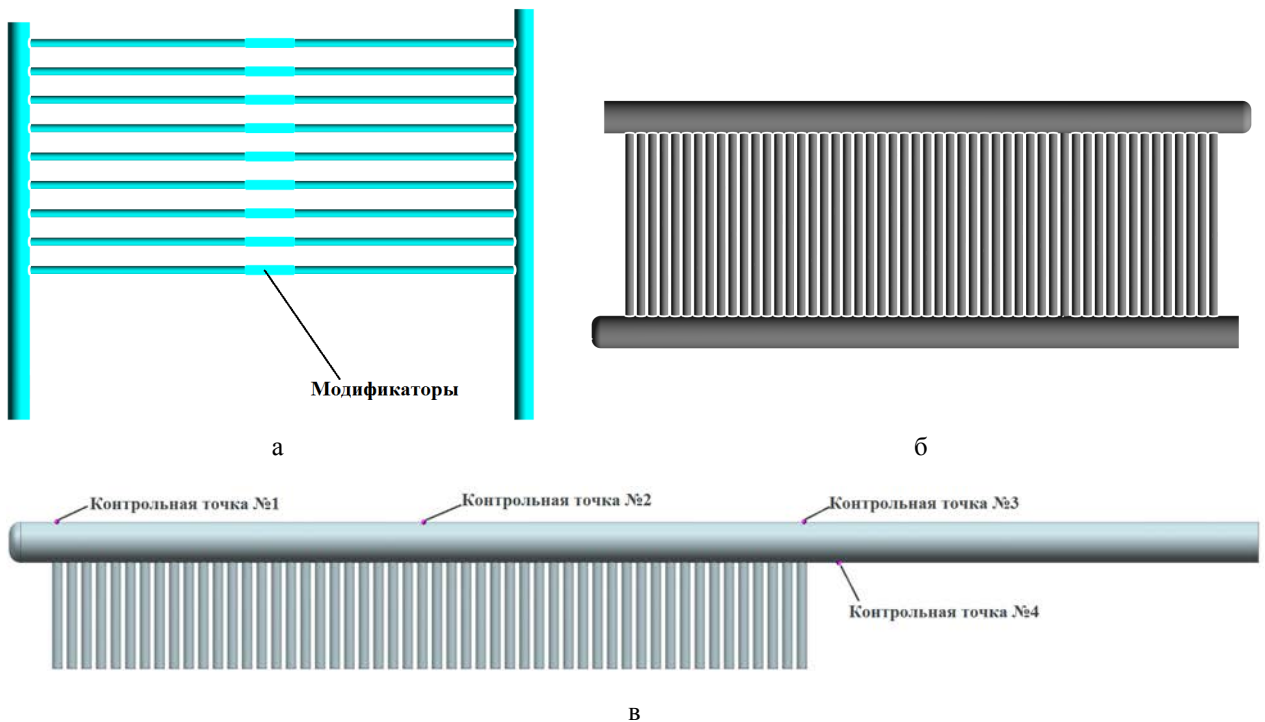 Модификаторы
а
б
Контрольная точка №1
Контрольная точка №2
Контрольная точка №3
Контрольная точка №4
в